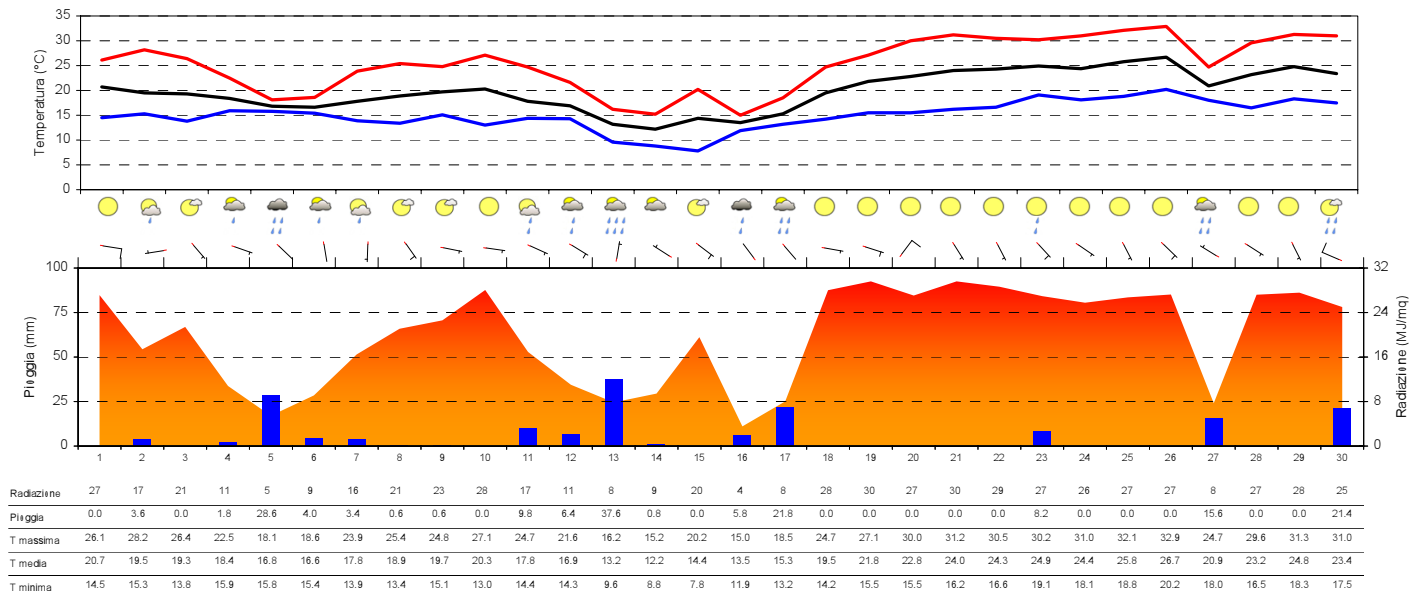 35
30
25
20
15
10
5
0
Temperatura (°C)
100
75
50
25
0
Pioggia (mm)
32
24
16
8
0
Radiazione (MJ/mq)
1 2 3 4 5 6 7 8 9 10 11 12 13 14 15 16 17 18 19 20 21 22 23 24 25 26 27 28 29 30
Radiazione 27 17 21 11 5 9 16 21 23 28 17 11 8 9 20 4 8 28 30 27 30 29 27 26 27 27 8 27 28 25
Pioggia 0.0 3.6 0.0 1.8 28.6 4.0 3.4 0.6 0.6 0.0 9.8 6.4 37.6 0.8 0.0 5.8 21.8 0.0 0.0 0.0 0.0 0.0 8.2 0.0 0.0 0.0 15.6 0.0 0.0 21.4
T massima 26.1 28.2 26.4 22.5 18.1 18.6 23.9 25.4 24.8 27.1 24.7 21.6 16.2 15.2 20.2 15.0 18.5 24.7 27.1 30.0 31.2 30.5 30.2 31.0 32.1 32.9 24.7 29.6 31.3 31.0
T media 20.7 19.5 19.3 18.4 16.8 16.6 17.8 18.9 19.7 20.3 17.8 16.9 13.2 12.2 14.4 13.5 15.3 19.5 21.8 22.8 24.0 24.3 24.9 24.4 25.8 26.7 20.9 23.2 24.8 23.4
T minima 14.5 15.3 13.8 15.9 15.8 15.4 13.9 13.4 15.1 13.0 14.4 14.3 9.6 8.8 7.8 11.9 13.2 14.2 15.5 15.5 16.2 16.6 19.1 18.1 18.8 20.2 18.0 16.5 18.3 17.5